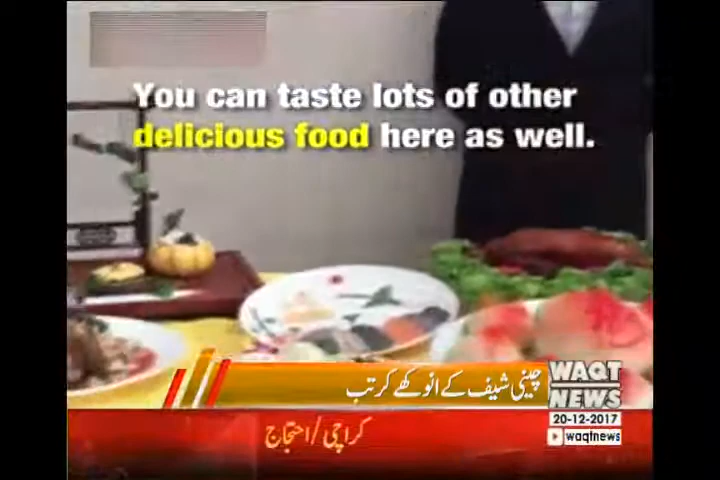 You can taste lots of other
delicious food here as well.
چینی شیف کے انوکھے کرتب
WAQT
NEWS
20-12-2017
waqtnews
کراچی/احتجاج